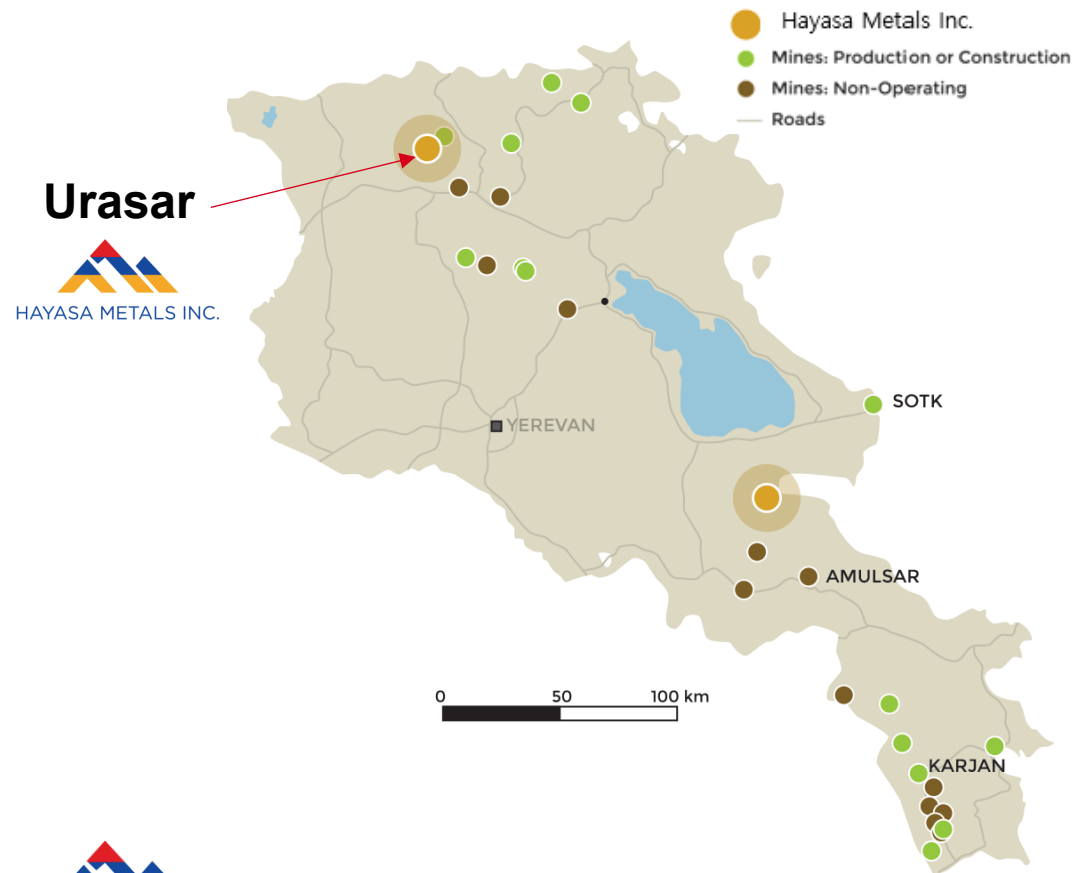 Hayasa Metals Inc.
Mines: Production or Construction
Mines: Non-Operating
Roads
Urasar
HAYASA METALS INC.
SOTK
YEREVAN
AMULSAR
0 50 100 km
KARJAN